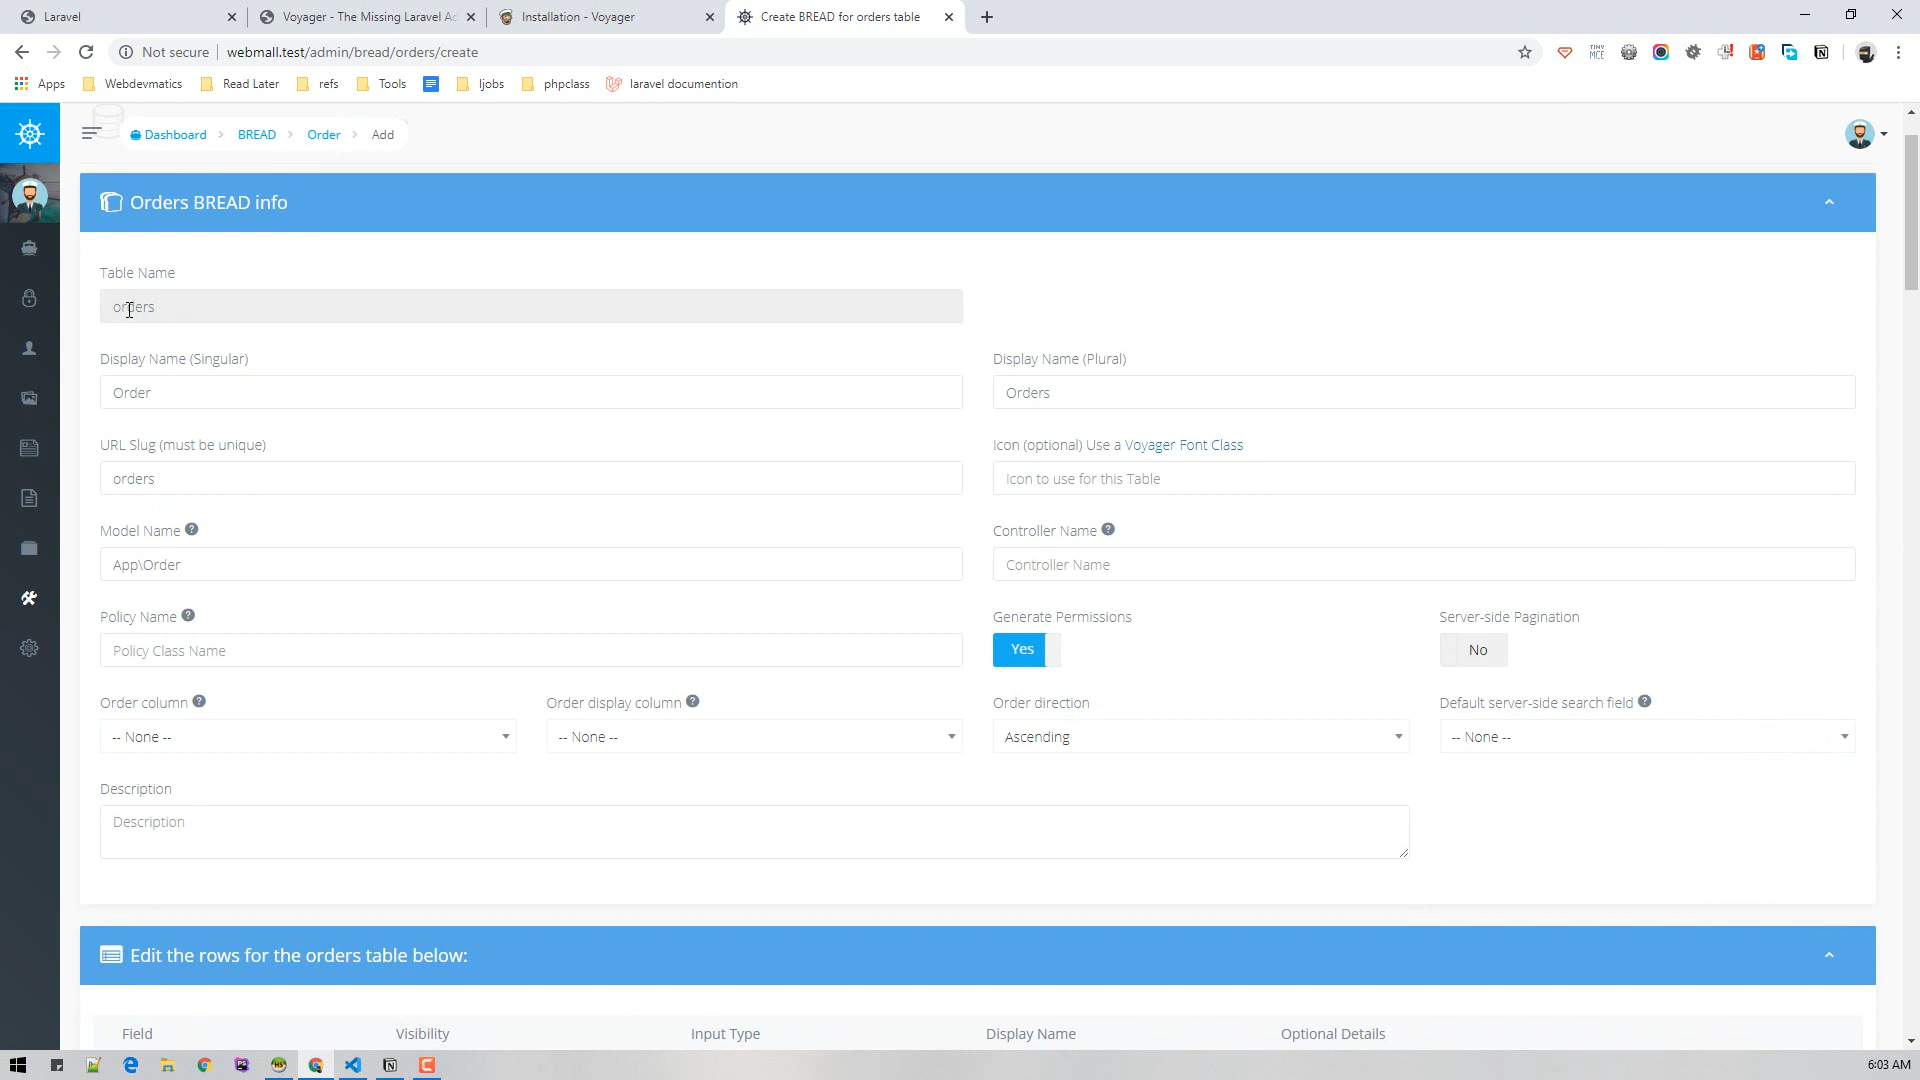 Laravel
Voyager - The Missing Laravel Ac
Installation - Voyager
Create BREAD for orders table
Not secure
webmall.test/admin/bread/orders/create
TINY
MCE
Apps
Webdevmatics
Read Later
refs
Tools
ljobs
phpclass
laravel documention
Dashboard > BREAD > Order > Add
Orders BREAD info
Table Name
orders
Display Name (Singular)
Display Name (Plural)
Order
Orders
URL Slug (must be unique)
Icon (optional) Use a Voyager Font Class
orders
Icon to use for this Table
Model Name ?
Controller Name ?
App\Order
Controller Name
Policy Name ?
Generate Permissions
Server-side Pagination
Policy Class Name
Yes
No
Order column ?
Order display column ?
Order direction
Default server-side search field ?
-- None --
-- None --
Ascending
-- None --
Description
Description
Edit the rows for the orders table below:
Field
Visibility
Input Type
Display Name
Optional Details
6:03 AM